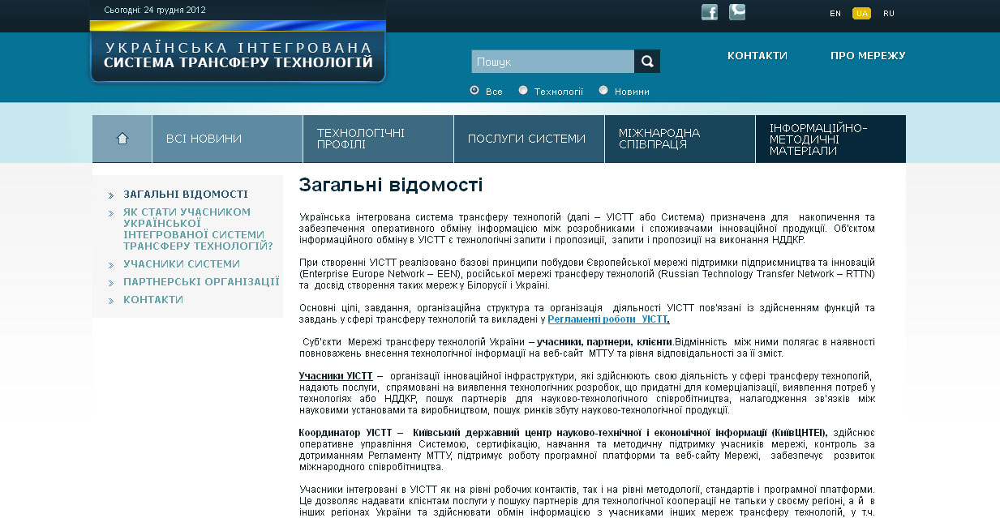 Сьогодні: 24 грудня 2012
EN UA RU
УКРАЇНСЬКА ІНТЕГРОВАНА
СИСТЕМА ТРАНСФЕРУ ТЕХНОЛОГІЙ
Пошук
КОНТАКТИ ПРО МЕРЕЖУ
Все Технології Новини
ВСІ НОВИНИ
ТЕХНОЛОГІЧНІ
ПРОФІЛІ
ПОСЛУГИ СИСТЕМИ
МІЖНАРОДНА
СПІВПРАЦЯ
ІНФОРМАЦІЙНО-
МЕТОДИЧНІ
МАТЕРІАЛИ
ЗАГАЛЬНІ ВІДОМОСТІ
ЯК СТАТИ УЧАСНИКОМ
УКРАЇНСЬКОЇ
ІНТЕГРОВАНОЇ СИСТЕМИ
ТРАНСФЕРУ ТЕХНОЛОГІЙ?
УЧАСНИКИ СИСТЕМИ
ПАРТНЕРСЬКІ ОРГАНІЗАЦІЇ
КОНТАКТИ
Загальні відомості
Українська інтегрована система трансферу технологій (далі – УІСТТ або Система) призначена для накопичення та
забезпечення оперативного обміну інформацією між розробниками і споживачами інноваційної продукції. Об'єктом
інформаційного обміну в УІСТТ є технологічні запити і пропозиції, запити і пропозиції на виконання НДДКР.
При створенні УІСТТ реалізовано базові принципи побудови Європейської мережі підтримки підприємництва та інновацій
(Enterprise Europe Network – EEN), російської мережі трансферу технологій (Russian Technology Transfer Network – RTTN)
та досвід створення таких мереж у Білорусії і Україні.
Основні цілі, завдання, організаційна структура та організація діяльності УІСТТ пов'язані із здійсненням функцій та
завдань у сфері трансферу технологій та викладені у Регламенті роботи УІСТТ.
Суб'єкти Мережі трансферу технологій України – учасники, партнери, клієнти.Відмінність між ними полягає в наявності
повноважень внесення технологічної інформації на веб-сайт МТТУ та рівня відповідальності за її зміст.
Учасники УІСТТ – організації інноваційної інфраструктури, які здійснюють свою діяльність у сфері трансферу технологій,
надають послуги, спрямовані на виявлення технологічних розробок, що придатні для комерціалізації, виявлення потреб у
технологіях або НДДКР, пошук партнерів для науково-технологічного співробітництва, налагодження зв'язків між
науковими установами та виробництвом, пошук ринків збуту науково-технологічної продукції.
Координатор УІСТТ – Київський державний центр науково-технічної і економічної інформації (КиївЦНТЕІ), здійснює
оперативне управління Системою, сертифікацію, навчання та методичну підтримку учасників мережі, контроль за
дотриманням Регламенту МТТУ, підтримує роботу програмної платформи та веб-сайту Мережі, забезпечує розвиток
міжнародного співробітництва.
Учасники інтегровані в УІСТТ як на рівні робочих контактів, так і на рівні методології, стандартів і програмної платформи.
Це дозволяє надавати клієнтам послуги у пошуку партнерів для технологічної кооперації не тальки у своєму регіоні, а й в
інших регіонах України та здійснювати обмін інформацією з учасниками інших мереж трансферу технологій, у т.ч.